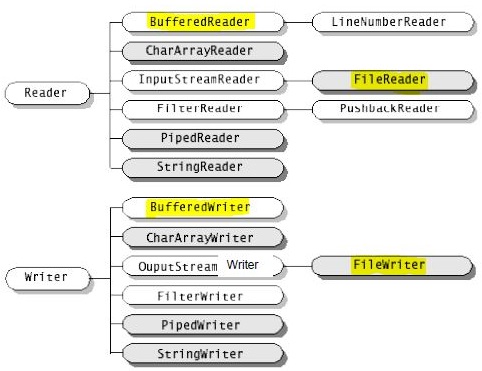 BufferedReader
LineNumberReader
CharArrayReader
InputStreamReader
FileReader
Reader
FilterReader
PushbackReader
PipedReader
StringReader
BufferedWriter
CharArrayWriter
OuputStream Writer
FileWriter
Writer
FilterWriter
PipedWriter
StringWriter